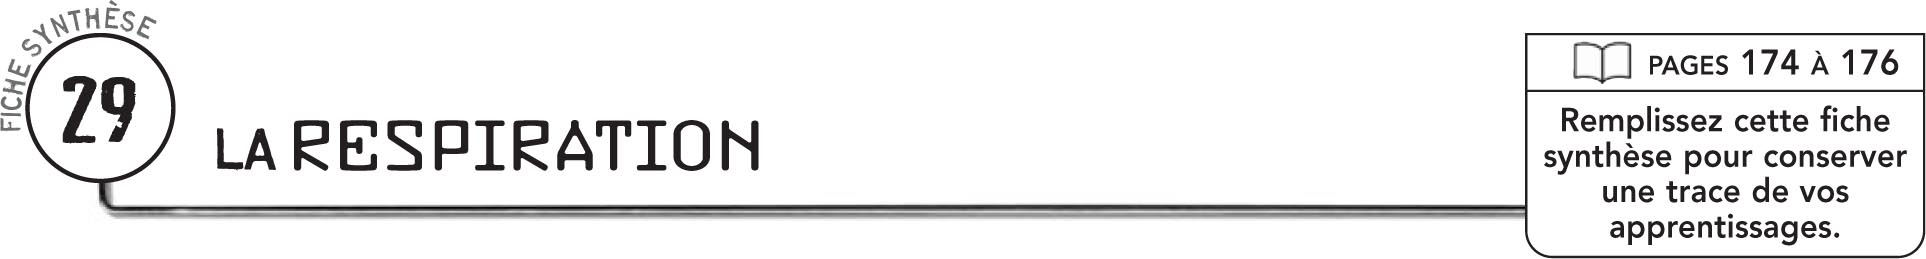 FICHE SYNTHÈSE
29
LA RESPIRATION
PAGES 174 À 176
Remplissez cette fiche
synthèse pour conserver
une trace de vos
apprentissages.